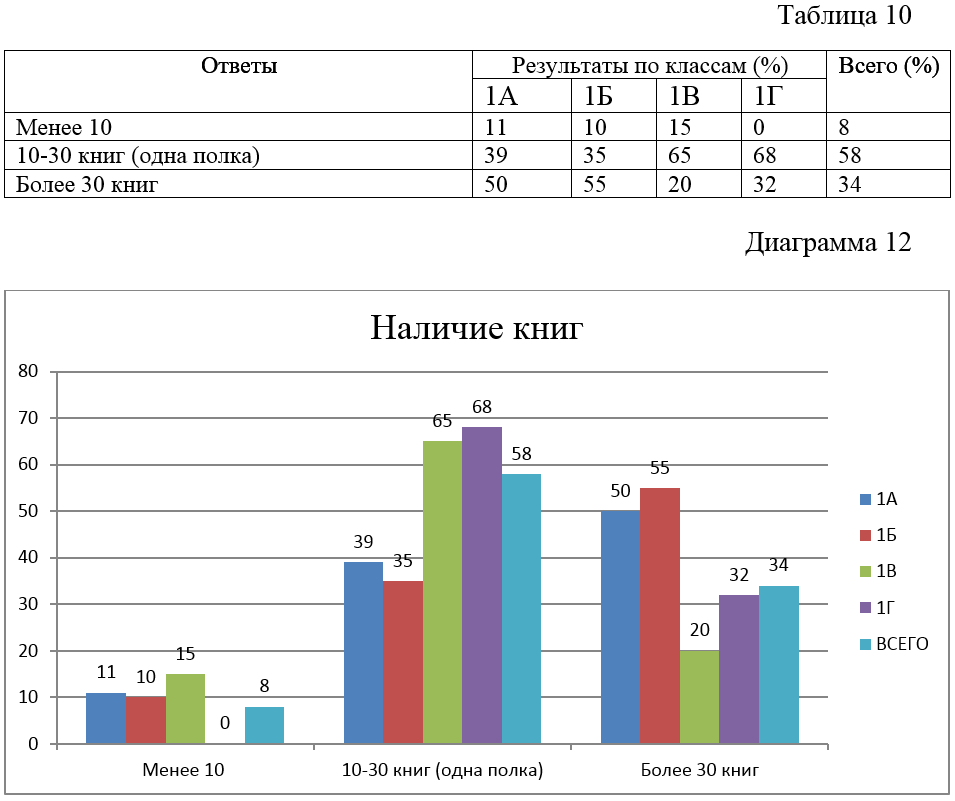 Таблица 10
Ответы Результаты по классам (%) Всего (%)
1А 1Б 1В 1Г
Менее 10 11 10 15 0 8
10-30 книг (одна полка) 39 35 65 68 58
Более 30 книг 50 55 20 32 34
Диаграмма 12
Наличие книг
80
70
60
50
40
30
20
10
0
11 10 15 0 8
39 35 65 68 58
50 55 20 32 34
Менее 10 10-30 книг (одна полка) Более 30 книг
1А
1Б
1В
1Г
ВСЕГО